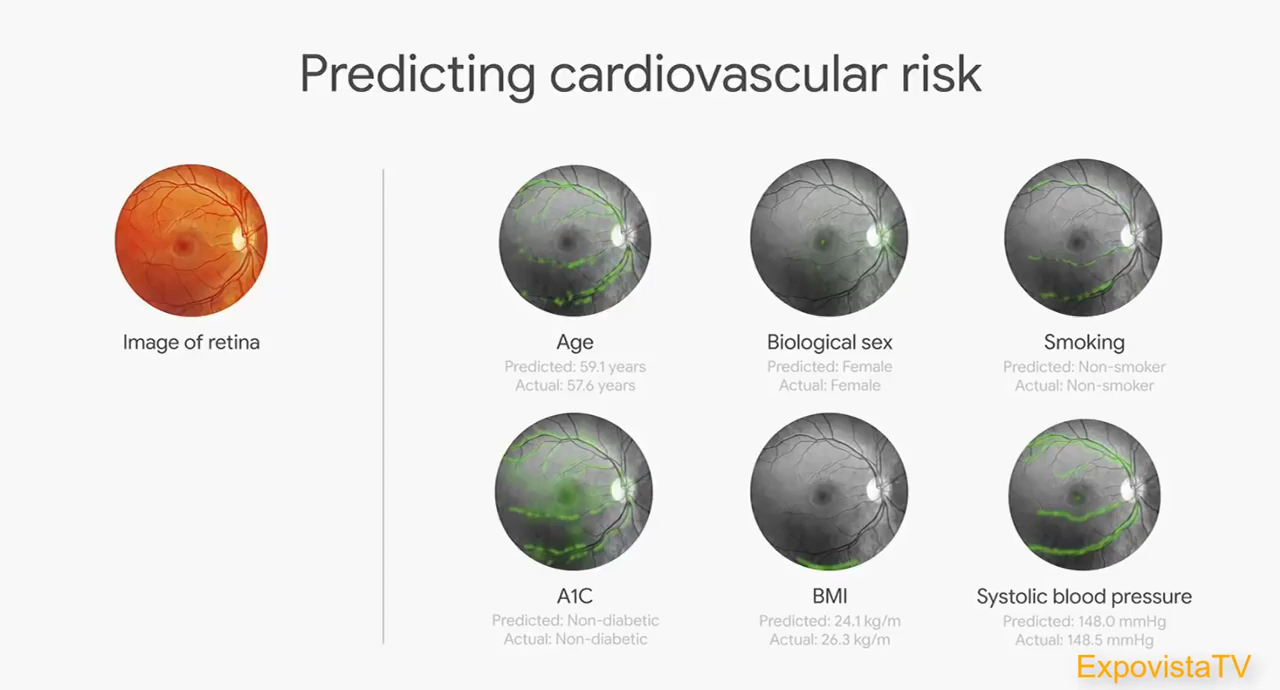 Predicting cardiovascular risk
Image of retina
Age
Predicted: 59.1 years
Actual: 57.6 years
Biological sex
Predicted: Female
Actual: Female
Smoking
Predicted: Non-smoker
Actual: Non-smoker
A1C
Predicted: Non-diabetic
Actual: Non-diabetic
BMI
Predicted: 24.1 kg/m
Actual: 26.3 kg/m
Systolic blood pressure
Predicted: 148.0 mmHg
Actual: 148.5 mmHg
ExpovistaTV